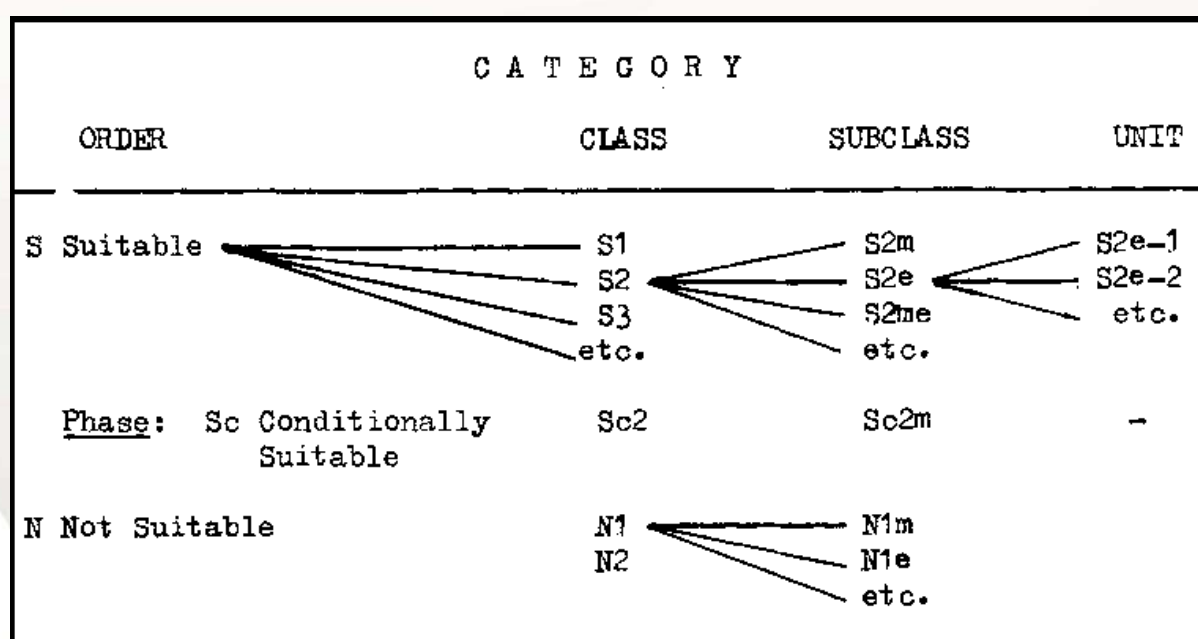 C A T E G O R Y
ORDER CLASS SUBCLASS UNIT
S Suitable S1 S2m S2e-1
S2 S2e S2e-2
S3 S2me etc.
etc. etc.
Phase: Sc Conditionally Sc2 Sc2m -
Suitable
N Not Suitable N1 N1m
N2 N1e
etc.